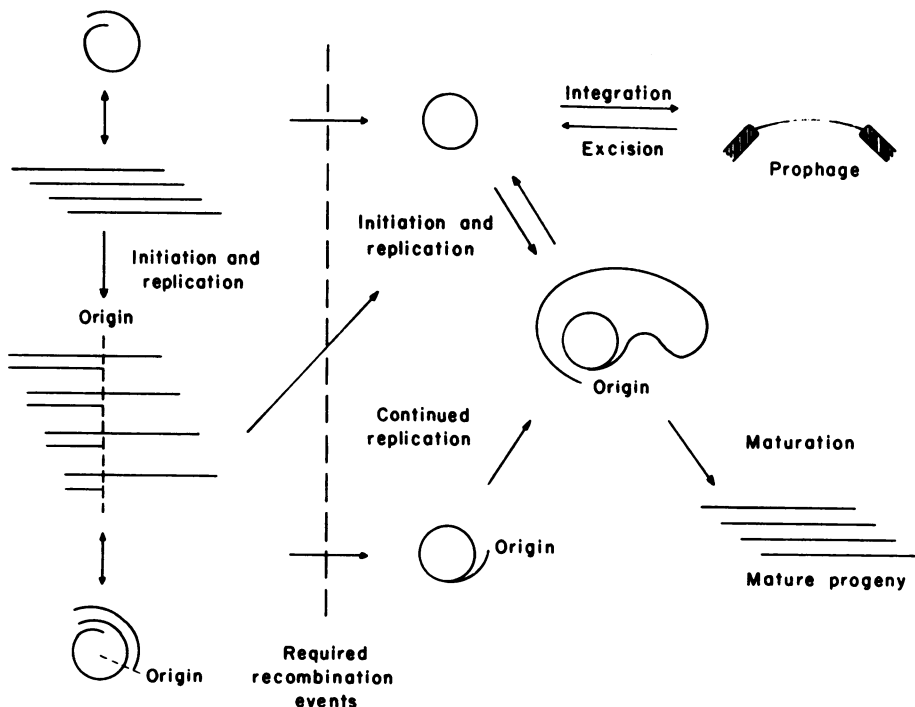 Integration
Excision
Prophage
Initiation and
replication
Initiation and
replication
Origin
Origin
Continued
replication
Maturation
Origin
Mature progeny
Origin
Required
recombination
events